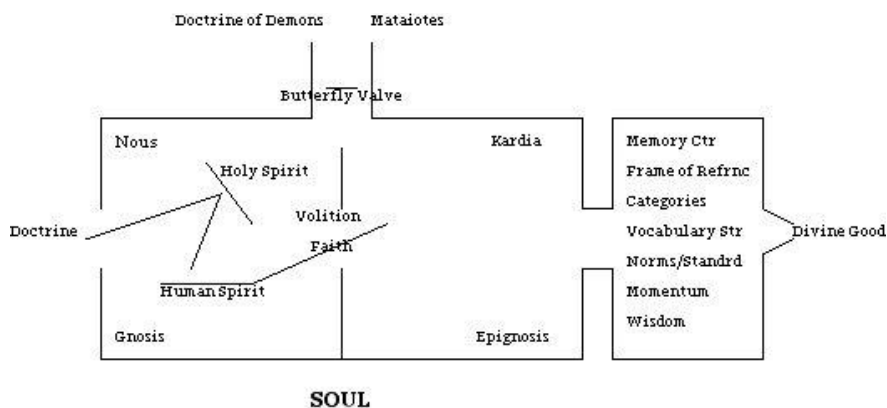 Doctrine of Demons Mataiotes
Butterfly Valve
Nous
Kardia
Memory Ctr
Holy Spirit
Frame of Refrnc
Categories
Volition
Doctrine
Faith
Vocabulary Str
Divine Good
Norms/Standrd
Human Spirit
Momentum
Wisdom
Gnosis
Epignosis
SOUL